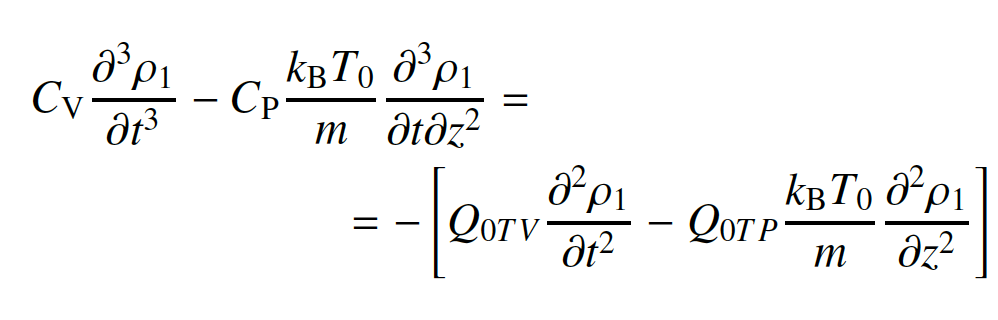 C_V ∂³ρ₁/∂t³ − C_P (k_B T₀/m) ∂³ρ₁/∂t∂z² =
= − [Q_{0TV} ∂²ρ₁/∂t² − Q_{0TP} (k_B T₀/m) ∂²ρ₁/∂z²]